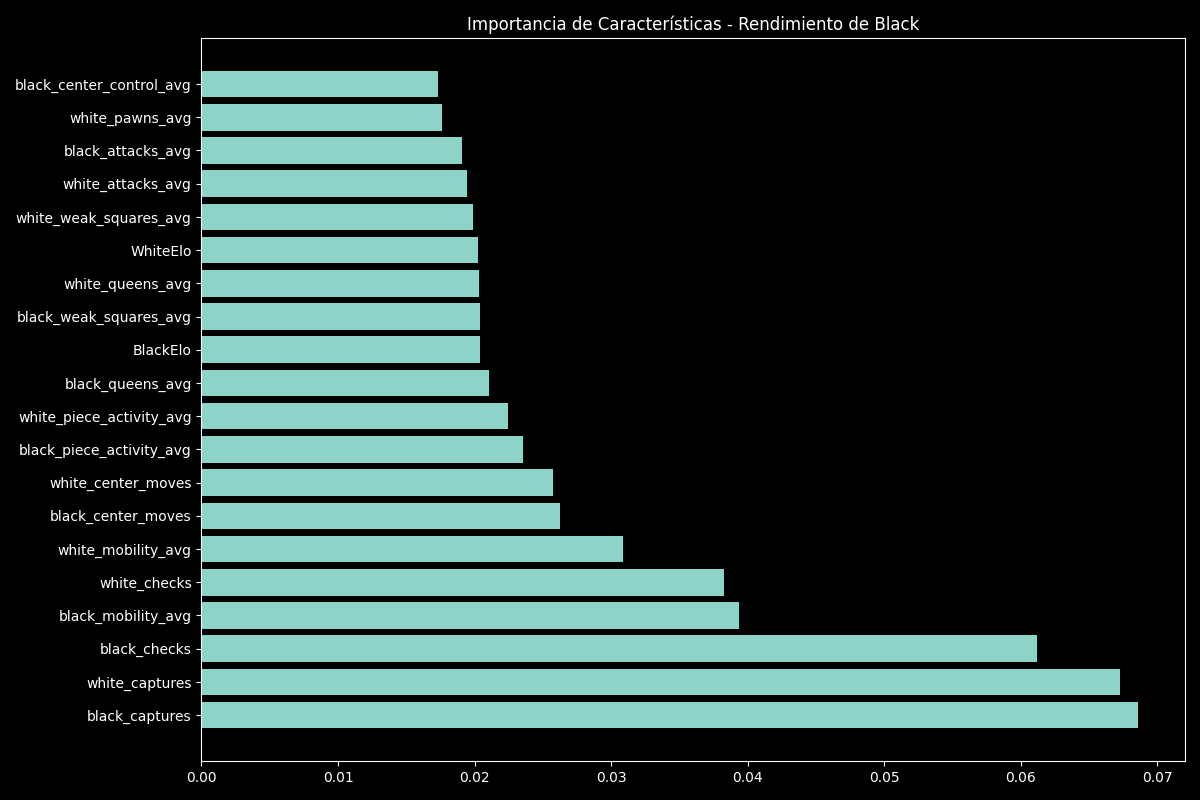 Importancia de Características - Rendimiento de Black
black_center_control_avg
white_pawns_avg
black_attacks_avg
white_attacks_avg
white_weak_squares_avg
WhiteElo
white_queens_avg
black_weak_squares_avg
BlackElo
black_queens_avg
white_piece_activity_avg
black_piece_activity_avg
white_center_moves
black_center_moves
white_mobility_avg
white_checks
black_mobility_avg
black_checks
white_captures
black_captures
0.00 0.01 0.02 0.03 0.04 0.05 0.06 0.07